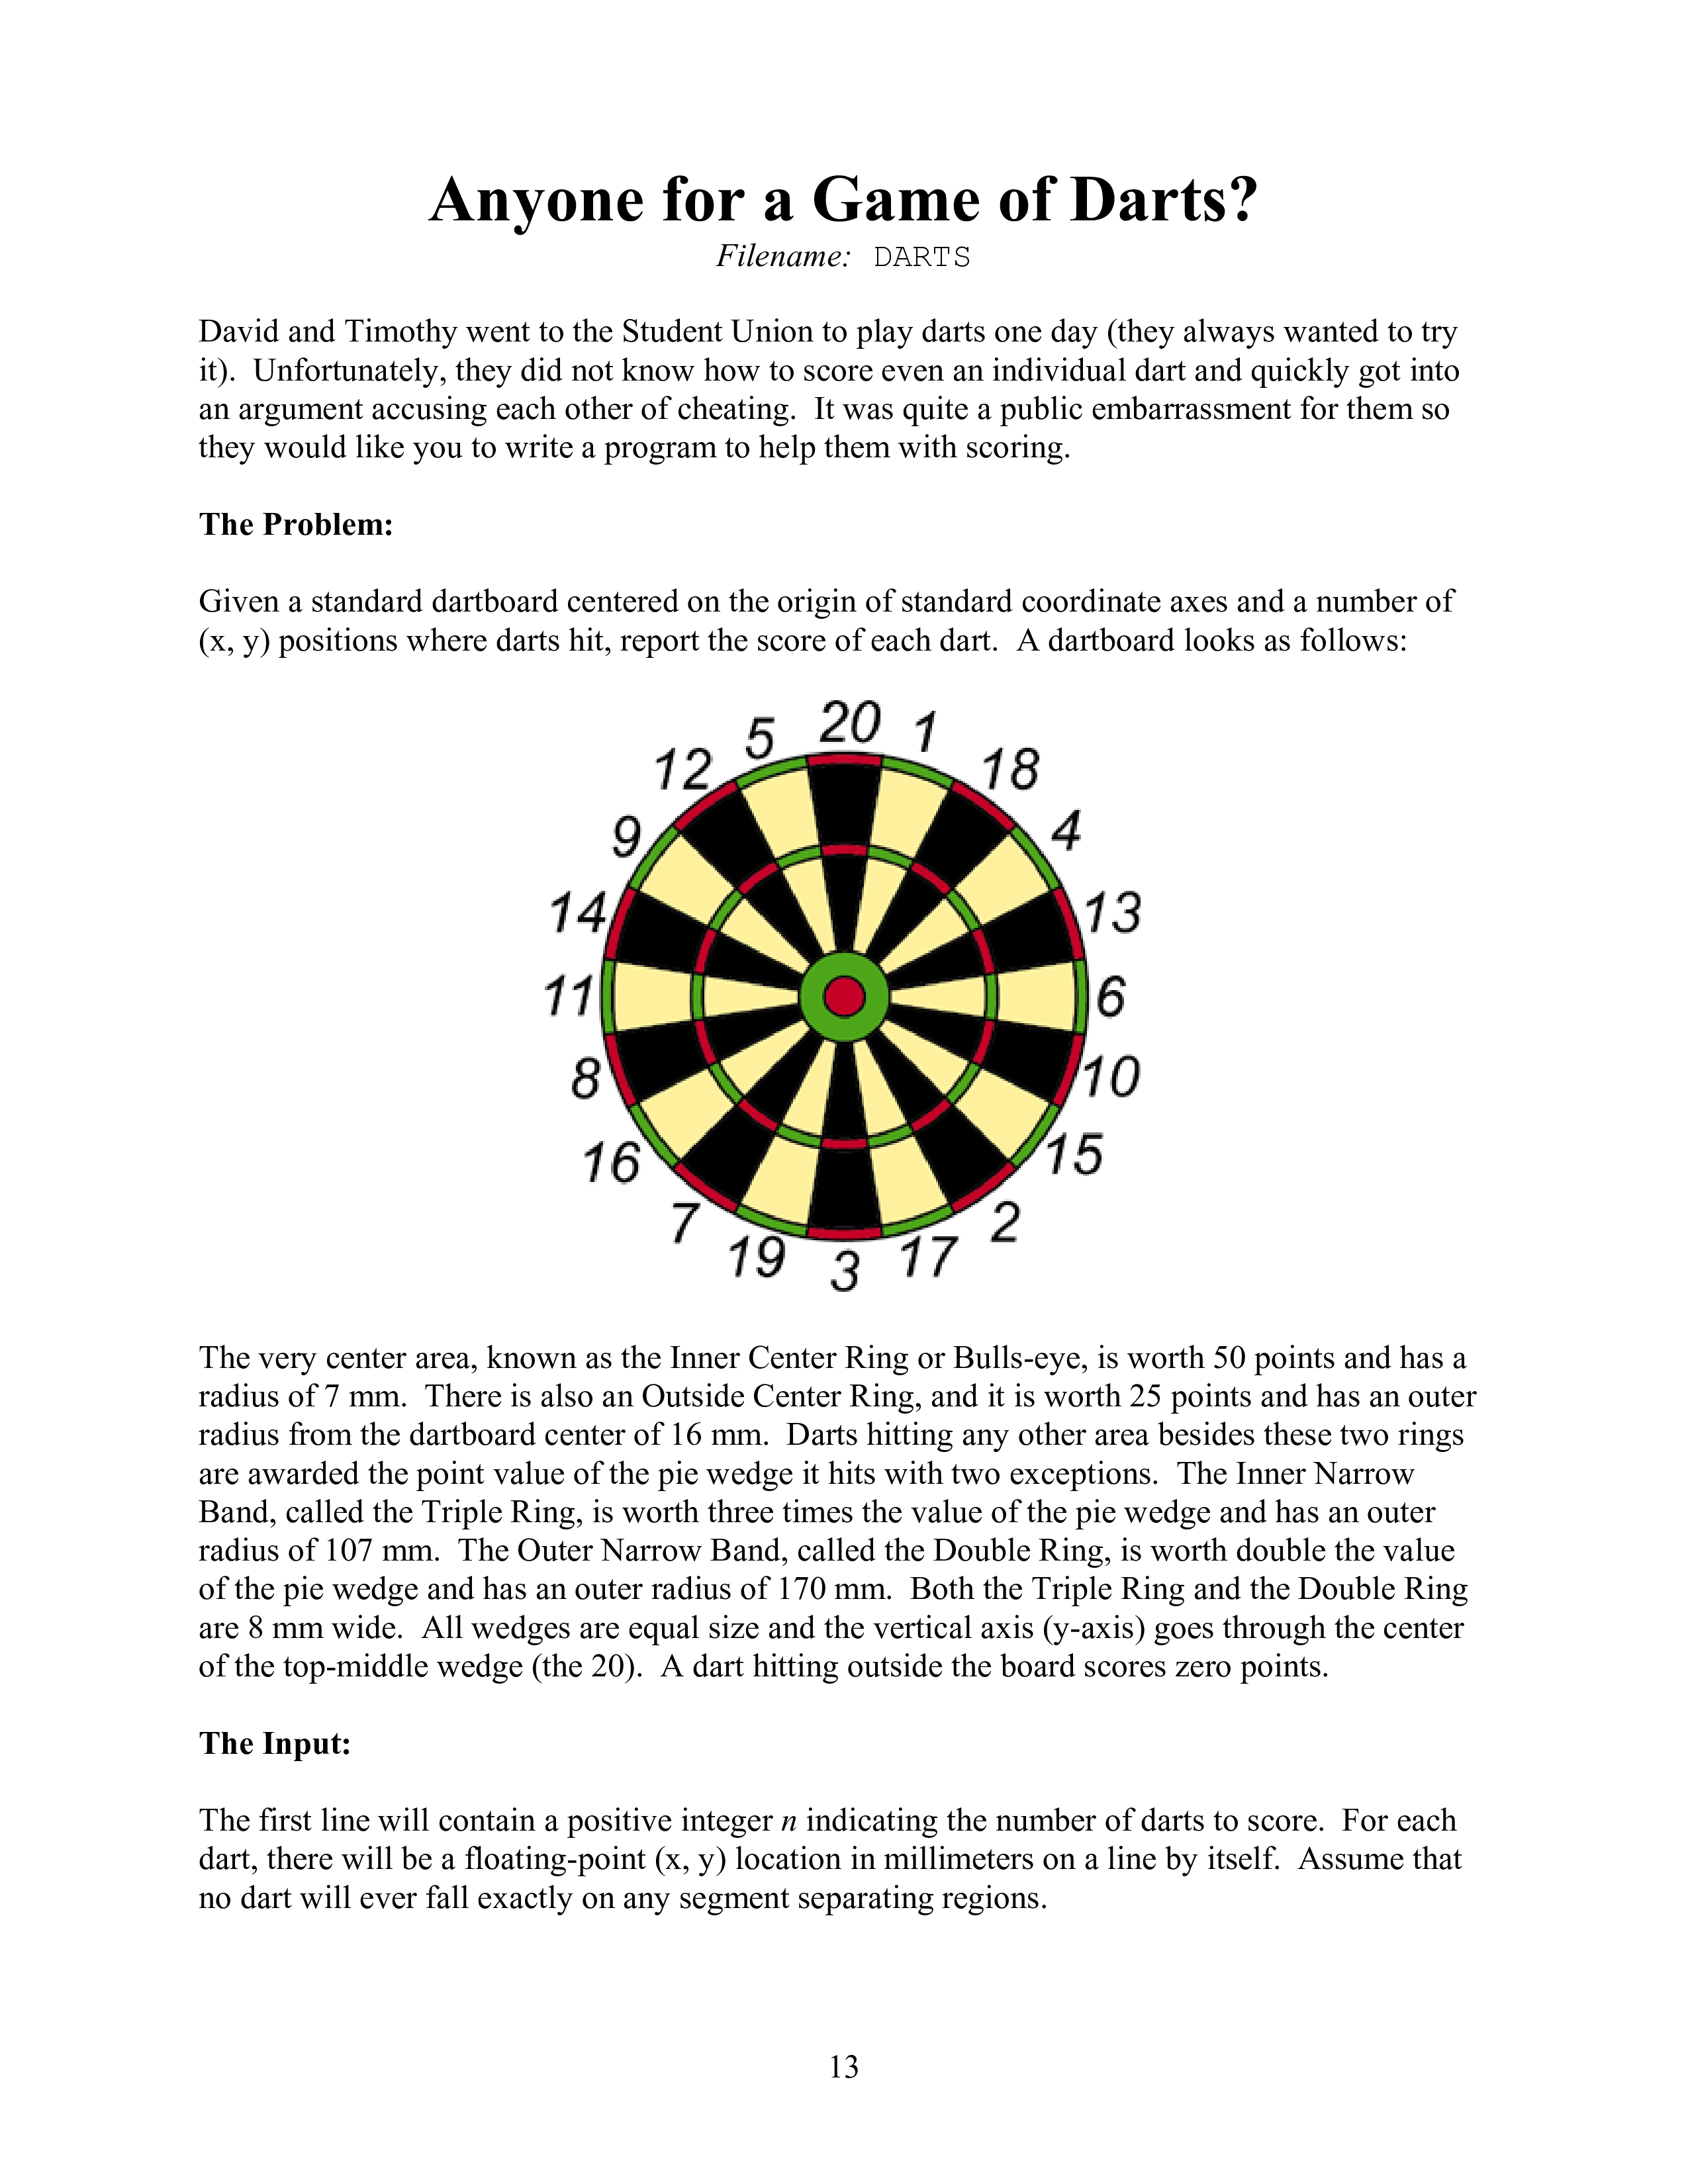 Anyone for a Game of Darts?
Filename: DARTS
David and Timothy went to the Student Union to play darts one day (they always wanted to try
it). Unfortunately, they did not know how to score even an individual dart and quickly got into
an argument accusing each other of cheating. It was quite a public embarrassment for them so
they would like you to write a program to help them with scoring.
The Problem:
Given a standard dartboard centered on the origin of standard coordinate axes and a number of
(x, y) positions where darts hit, report the score of each dart. A dartboard looks as follows:
20
5 1
12 18
9 4
14 13
11 6
8 10
16 15
7 2
19 17
3
The very center area, known as the Inner Center Ring or Bulls-eye, is worth 50 points and has a
radius of 7 mm. There is also an Outside Center Ring, and it is worth 25 points and has an outer
radius from the dartboard center of 16 mm. Darts hitting any other area besides these two rings
are awarded the point value of the pie wedge it hits with two exceptions. The Inner Narrow
Band, called the Triple Ring, is worth three times the value of the pie wedge and has an outer
radius of 107 mm. The Outer Narrow Band, called the Double Ring, is worth double the value
of the pie wedge and has an outer radius of 170 mm. Both the Triple Ring and the Double Ring
are 8 mm wide. All wedges are equal size and the vertical axis (y-axis) goes through the center
of the top-middle wedge (the 20). A dart hitting outside the board scores zero points.
The Input:
The first line will contain a positive integer n indicating the number of darts to score. For each
dart, there will be a floating-point (x, y) location in millimeters on a line by itself. Assume that
no dart will ever fall exactly on any segment separating regions.
13